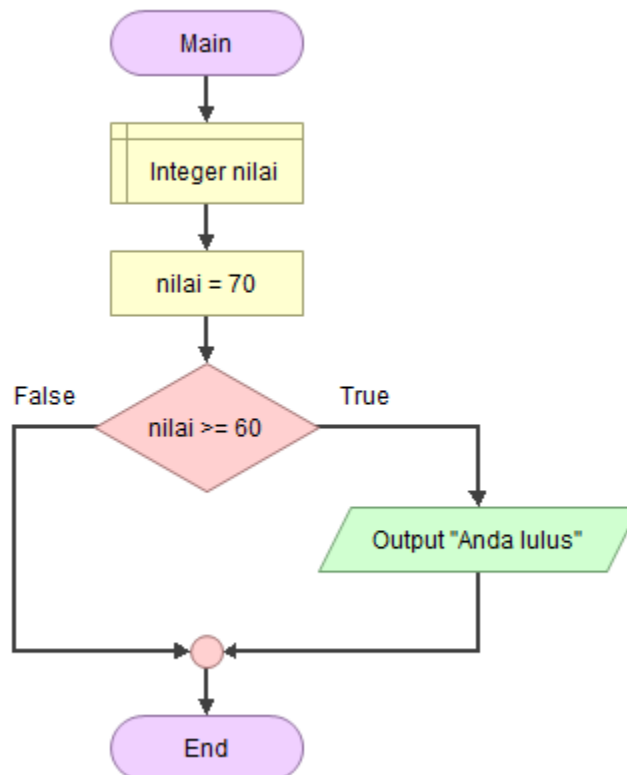 Main
Integer nilai
nilai = 70
False
True
nilai >= 60
Output "Anda lulus"
End